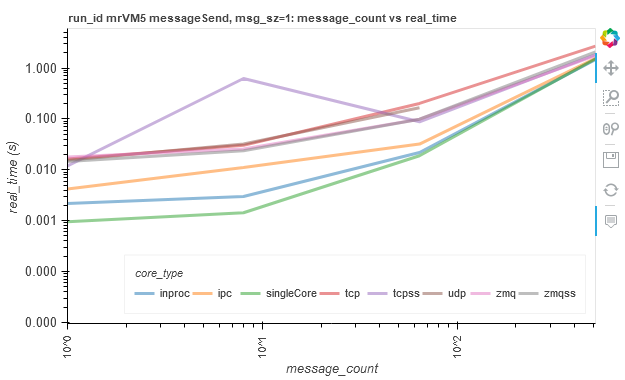 run_id mrVM5 messageSend, msg_sz=1: message_count vs real_time
real_time (s)
1.000
0.100
0.010
0.001
0.000
0.000
core_type
inproc ipc singleCore tcp tcpss udp zmq zmqss
10^0 10^1 10^2
message_count